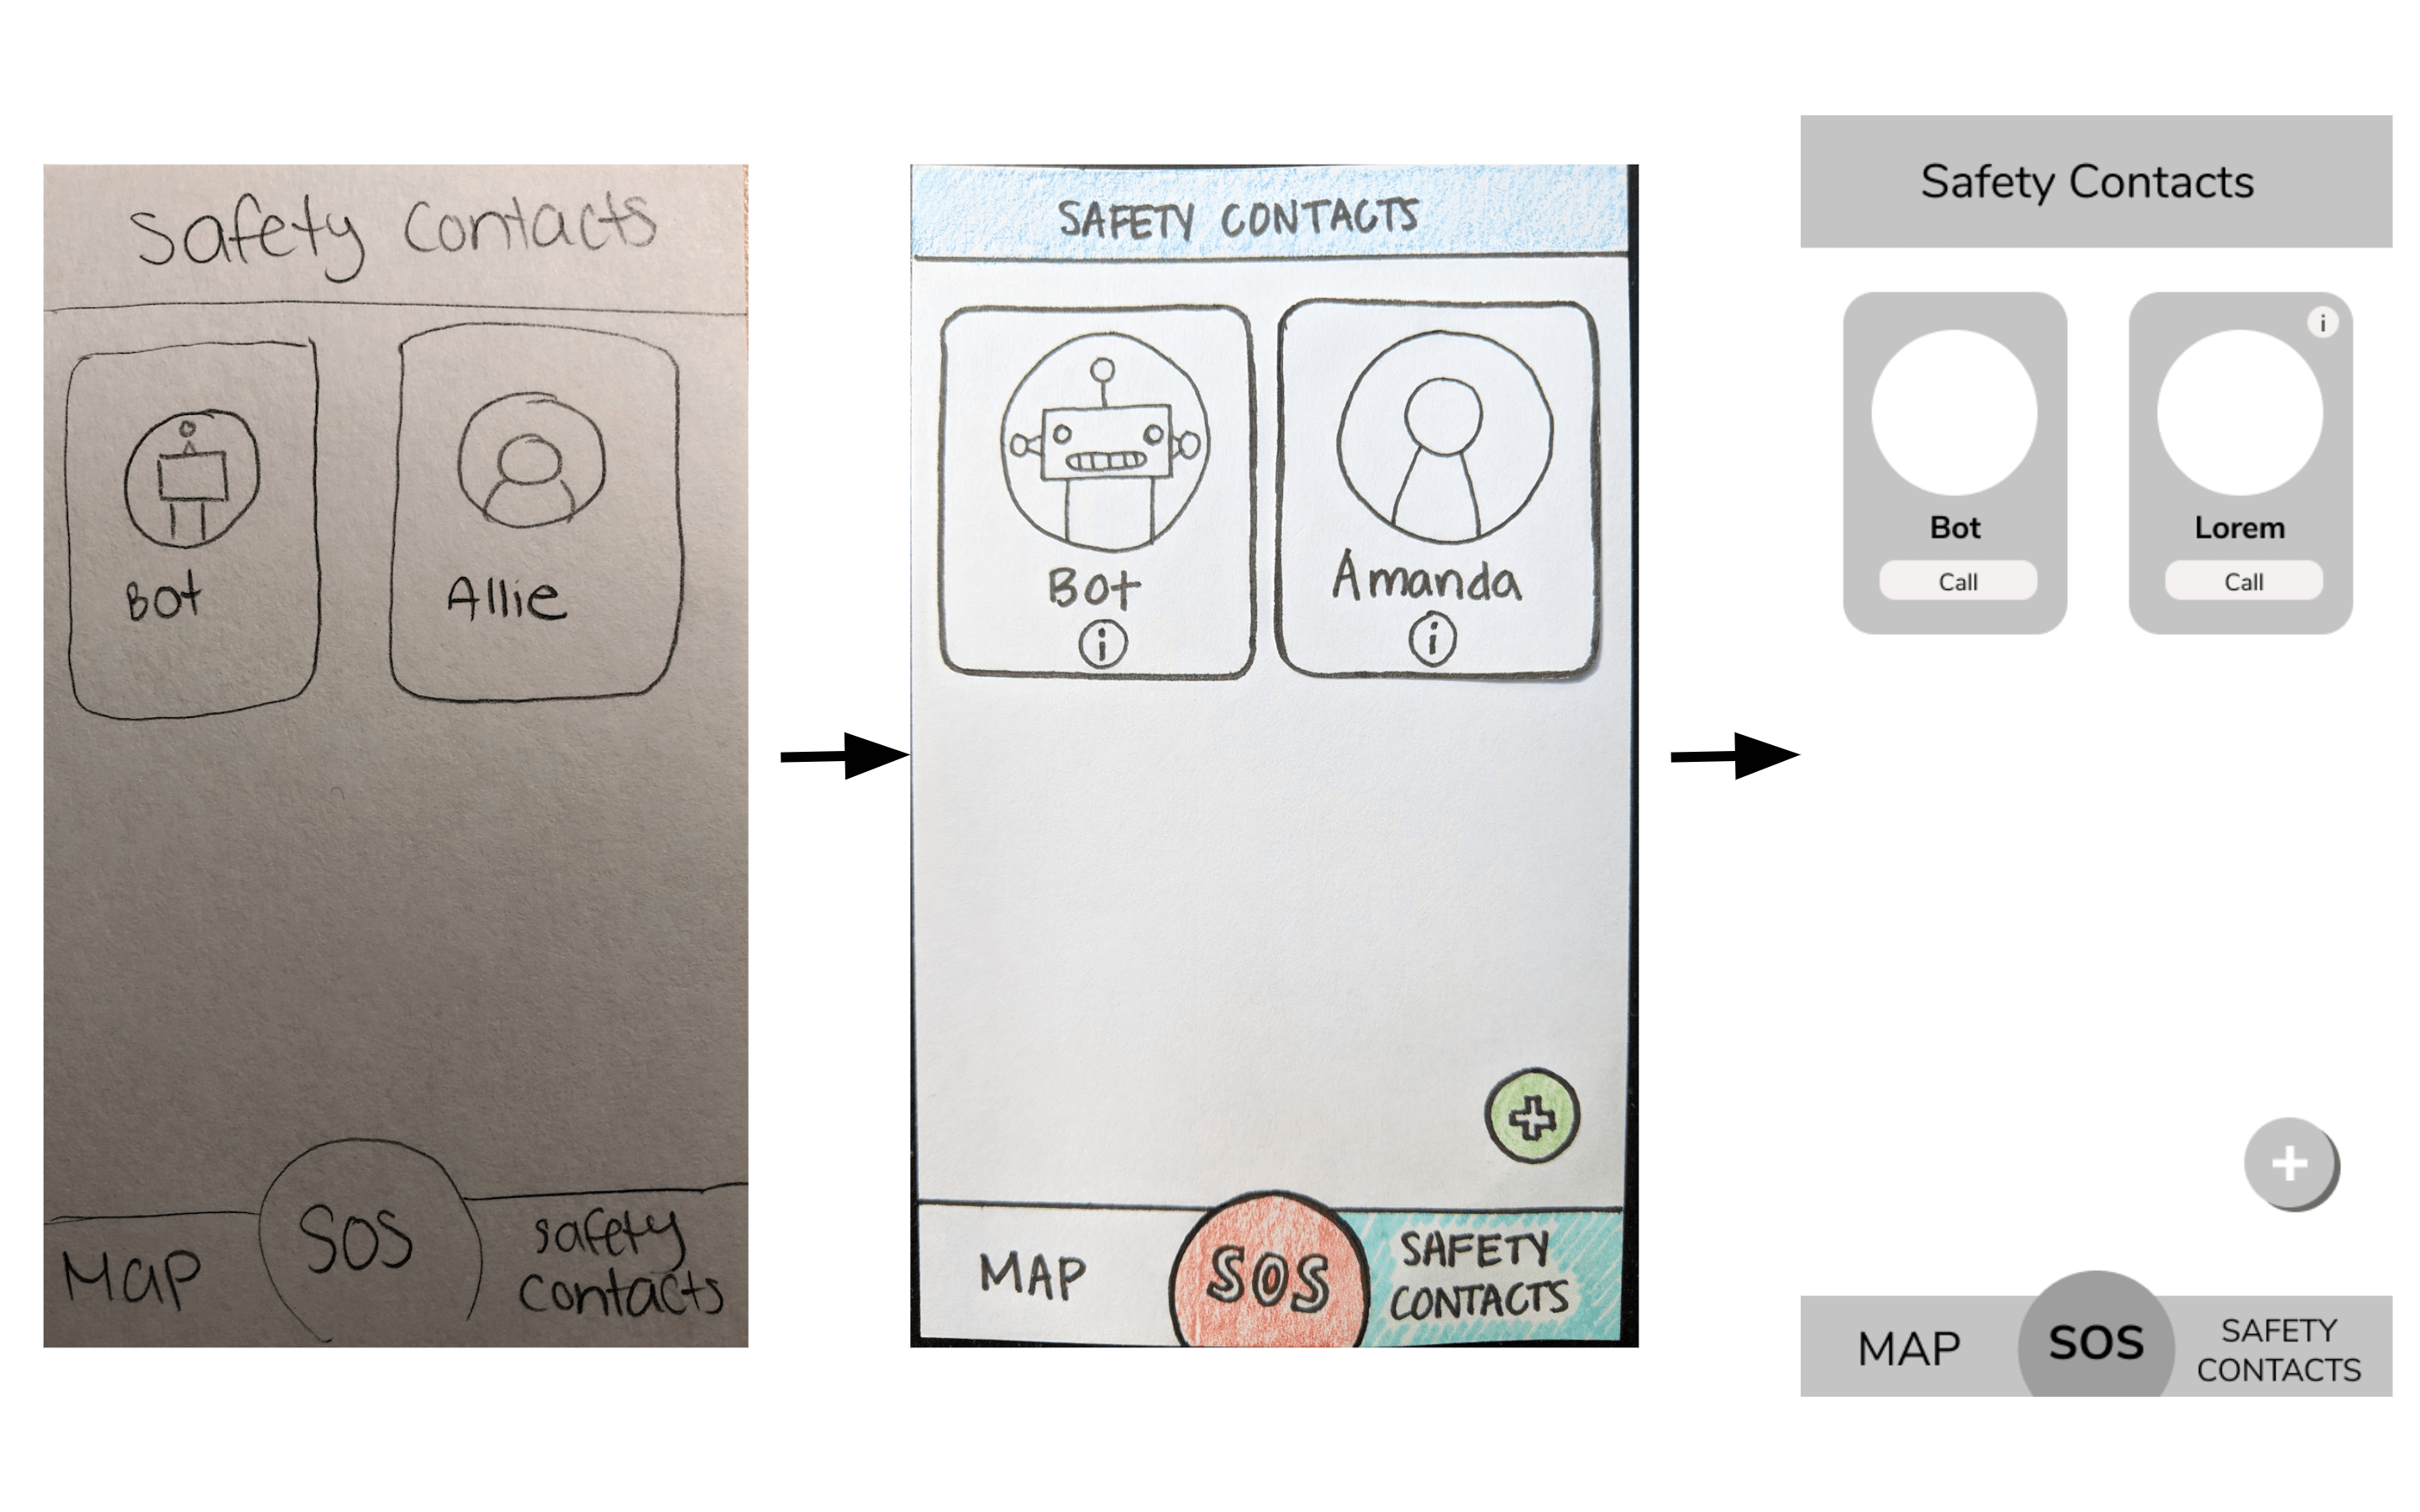 Safety Contacts
Bot
Allie
Map
SOS
Safety
Contacts
SAFETY CONTACTS
Bot
Amanda
i
i
MAP
SOS
SAFETY
CONTACTS
Safety Contacts
i
Bot
Lorem
Call
Call
MAP
SOS
SAFETY
CONTACTS